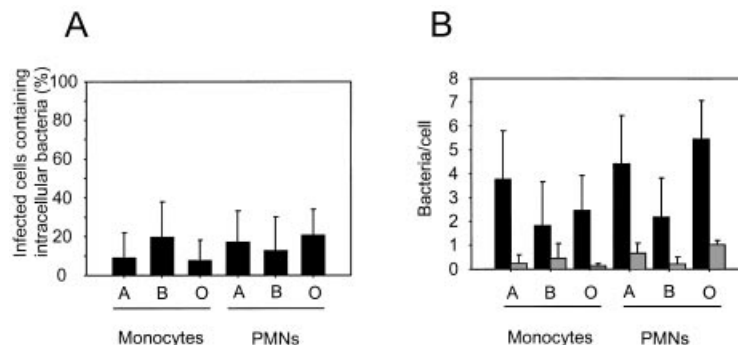 A
Infected cells containing
intracellular bacteria (%)
100
80
60
40
20
0
A B O A B O
Monocytes PMNs
B
Bacteria/cell
8
7
6
5
4
3
2
1
0
A B O A B O
Monocytes PMNs